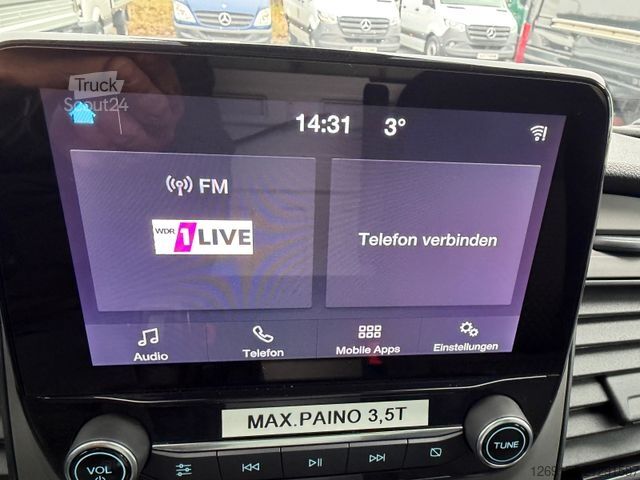 Truck
Scout24
14:31 3°
FM
WDR 1LIVE
Telefon verbinden
Audio
Telefon
Mobile Apps
Einstellungen
MAX.PAINO 3,5T
VOL
TUNE